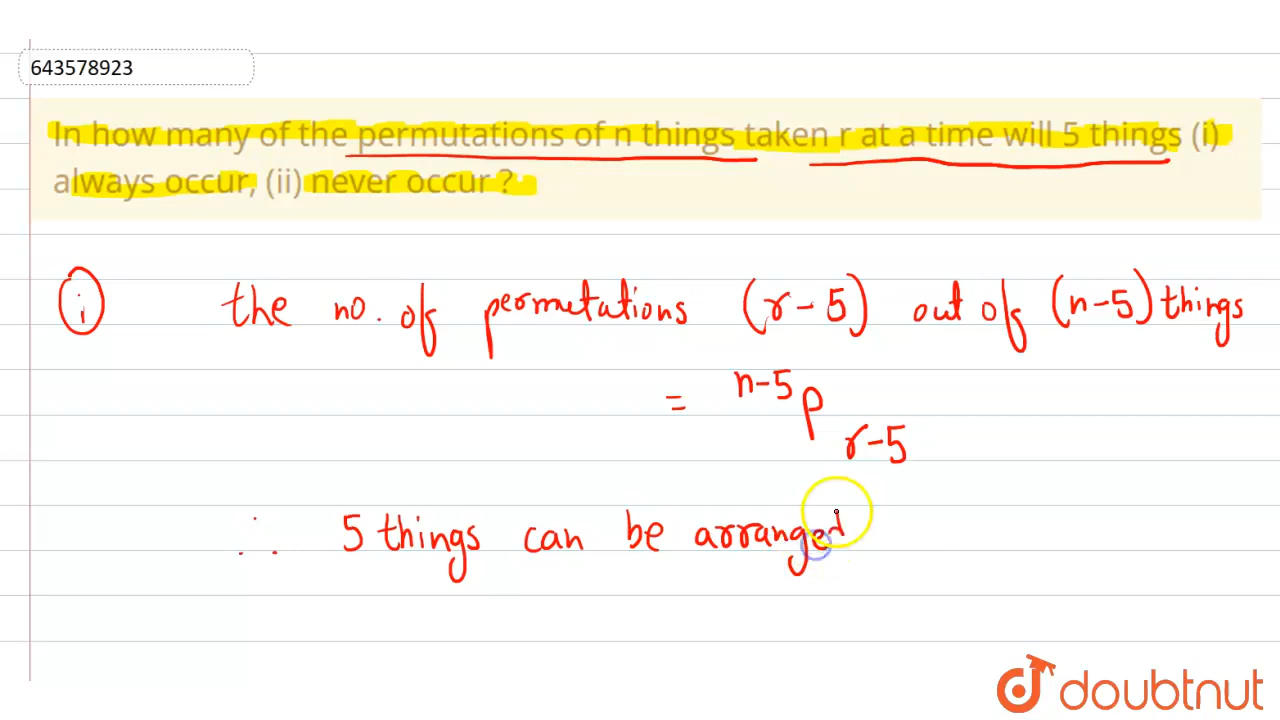 643578923
In how many of the permutations of n things taken r at a time will 5 things (i)
always occur, (ii) never occur ?
(i) the no. of permutations (r-5) out of (n-5) things
= n-5 P r-5
∴ 5 things can be arranged
doubtnut